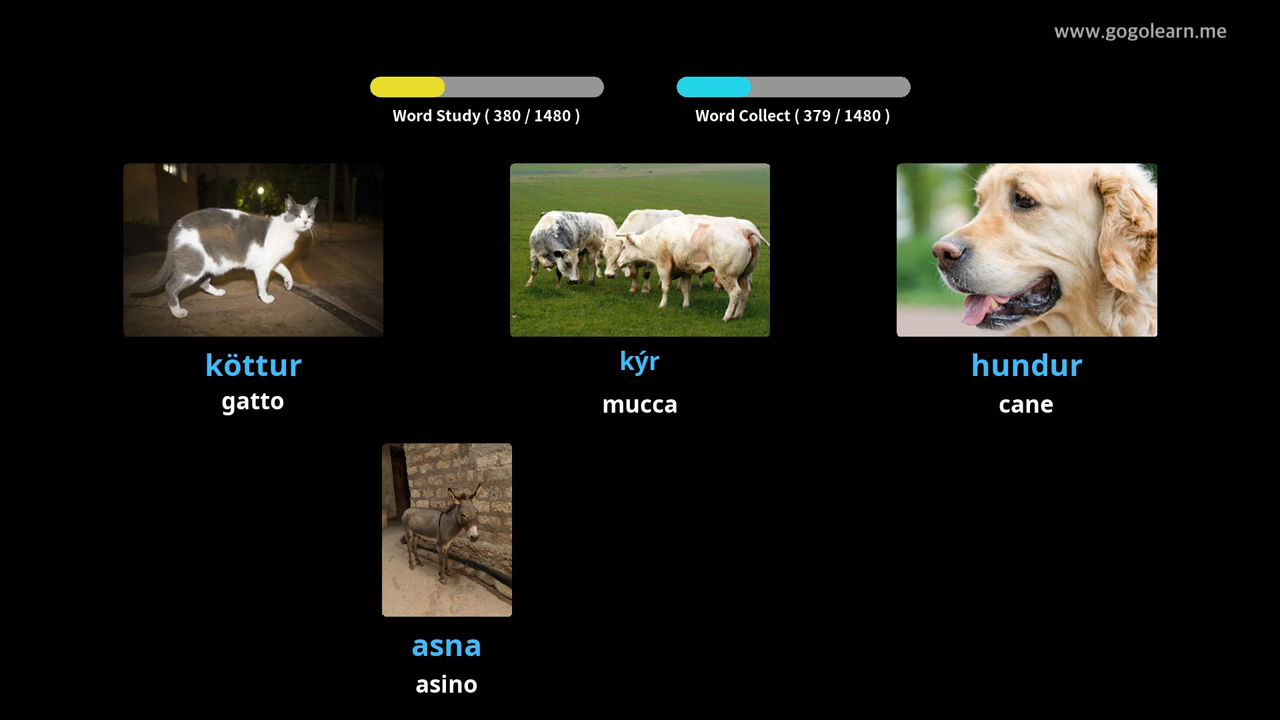 www.gogolearn.me
Word Study ( 380 / 1480 )
Word Collect ( 379 / 1480 )
köttur
gatto
kýr
mucca
hundur
cane
asna
asino